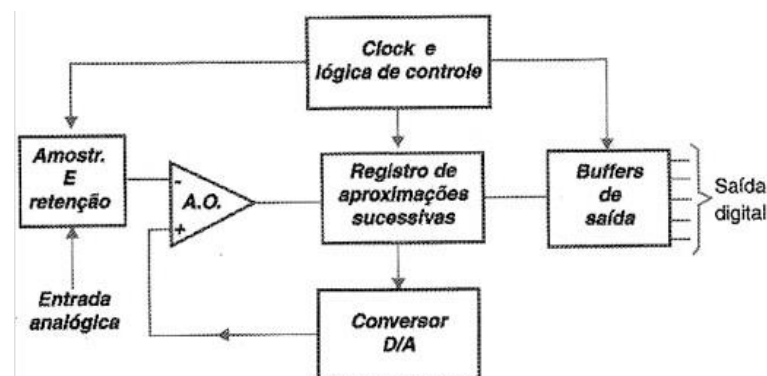 Clock e
lógica de controle
Amostr.
E
retenção
-
A.O.
+
Registro de
aproximações
sucessivas
Buffers
de
saída
Saída
digital
Entrada
analógica
Conversor
D/A